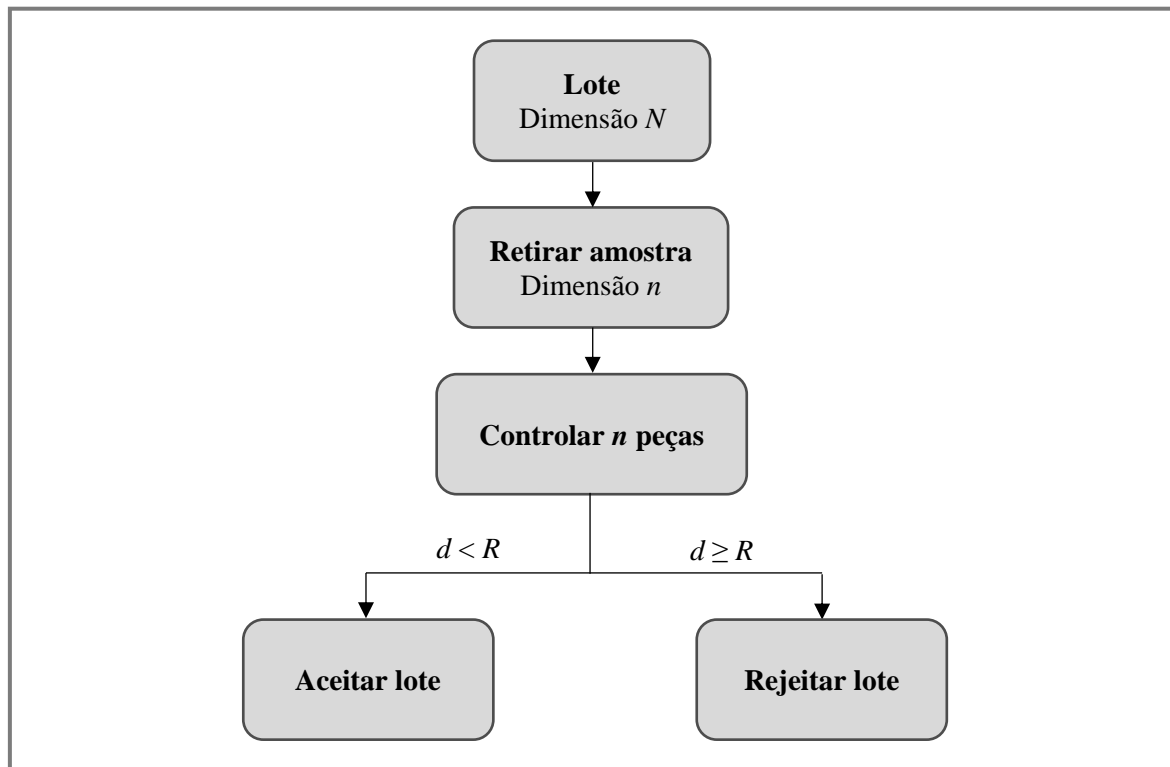 Lote
Dimensão N
Retirar amostra
Dimensão n
Controlar n peças
d < R
d ≥ R
Aceitar lote
Rejeitar lote